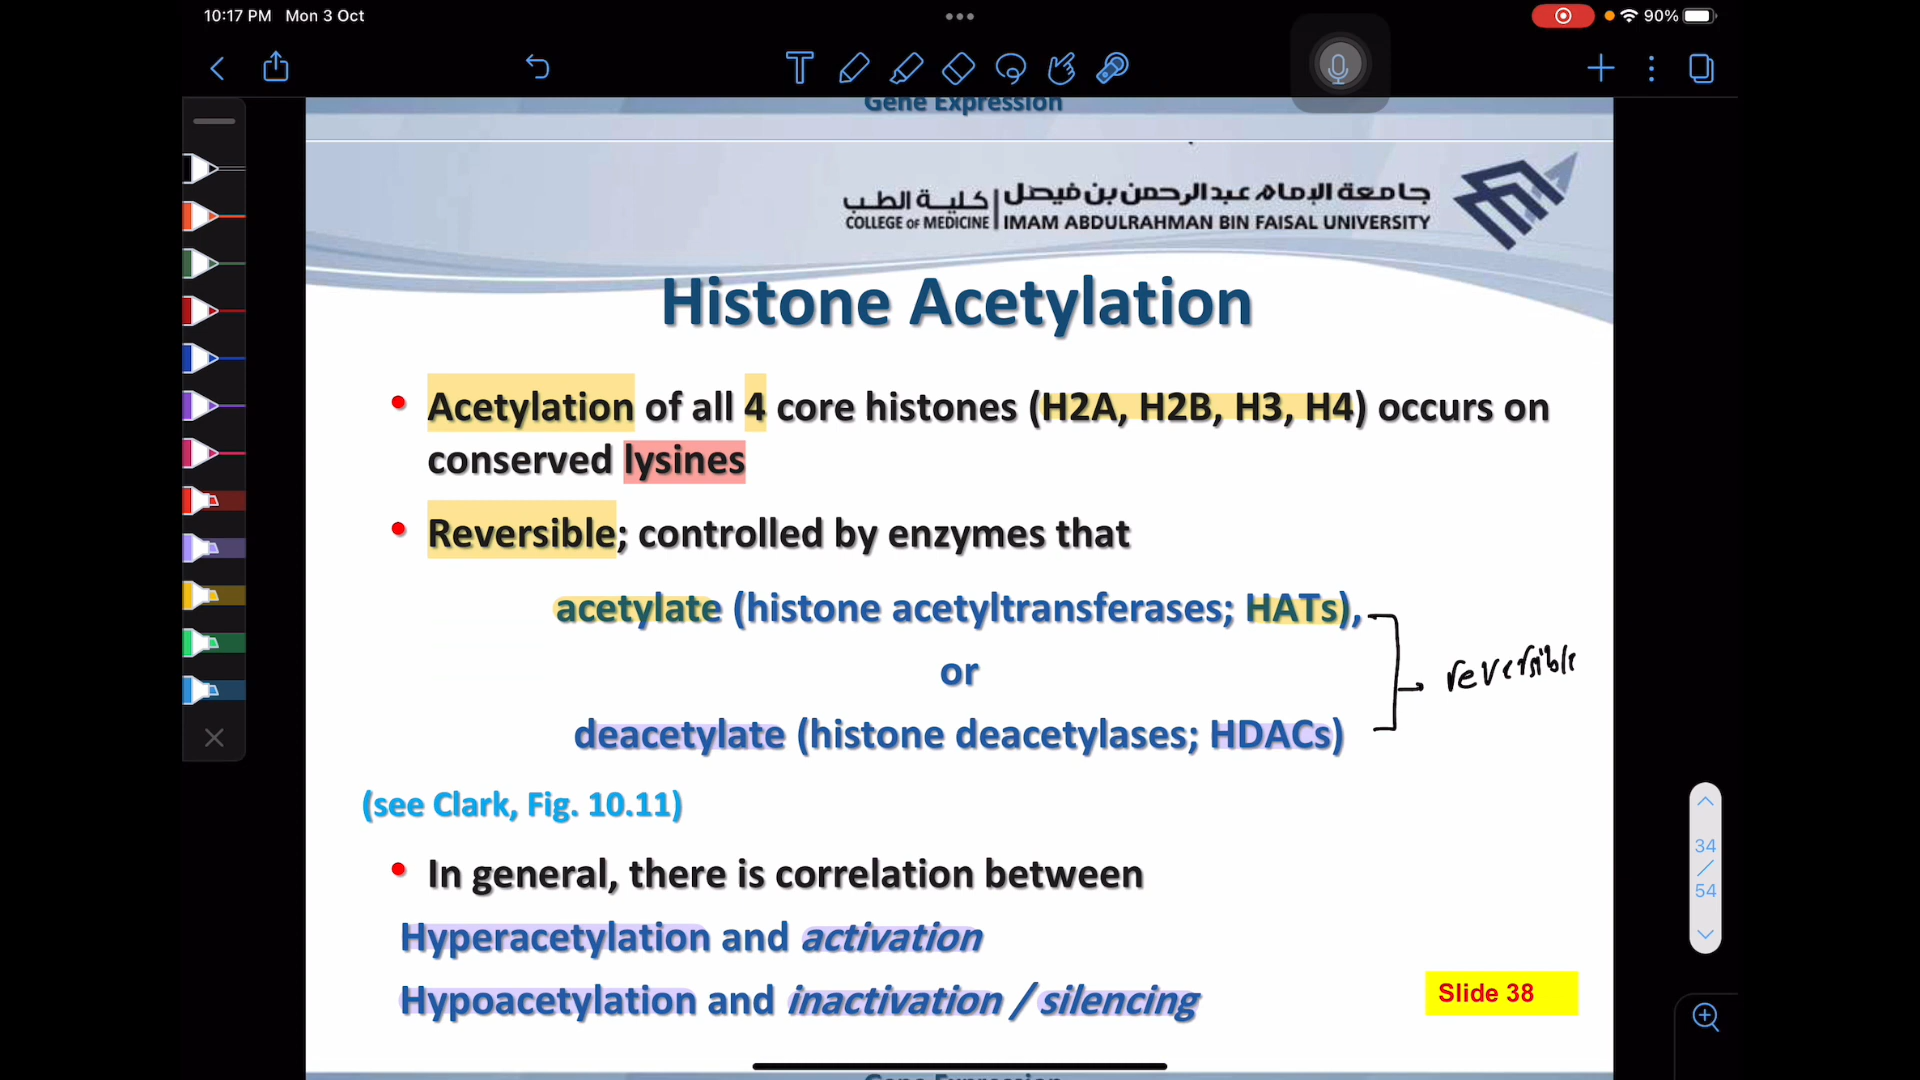 10:17 PM Mon 3 Oct
90%
Gene Expression
جامعة الإمام عبد الرحمن بن فيصل | كلية الطب
COLLEGE OF MEDICINE | IMAM ABDULRAHMAN BIN FAISAL UNIVERSITY
Histone Acetylation
• Acetylation of all 4 core histones (H2A, H2B, H3, H4) occurs on
conserved lysines
• Reversible; controlled by enzymes that
acetylate (histone acetyltransferases; HATs),
or
reversible
deacetylate (histone deacetylases; HDACs)
(see Clark, Fig. 10.11)
• In general, there is correlation between
Hyperacetylation and activation
Hypoacetylation and inactivation / silencing
Slide 38
34
/
54
Gene Expression